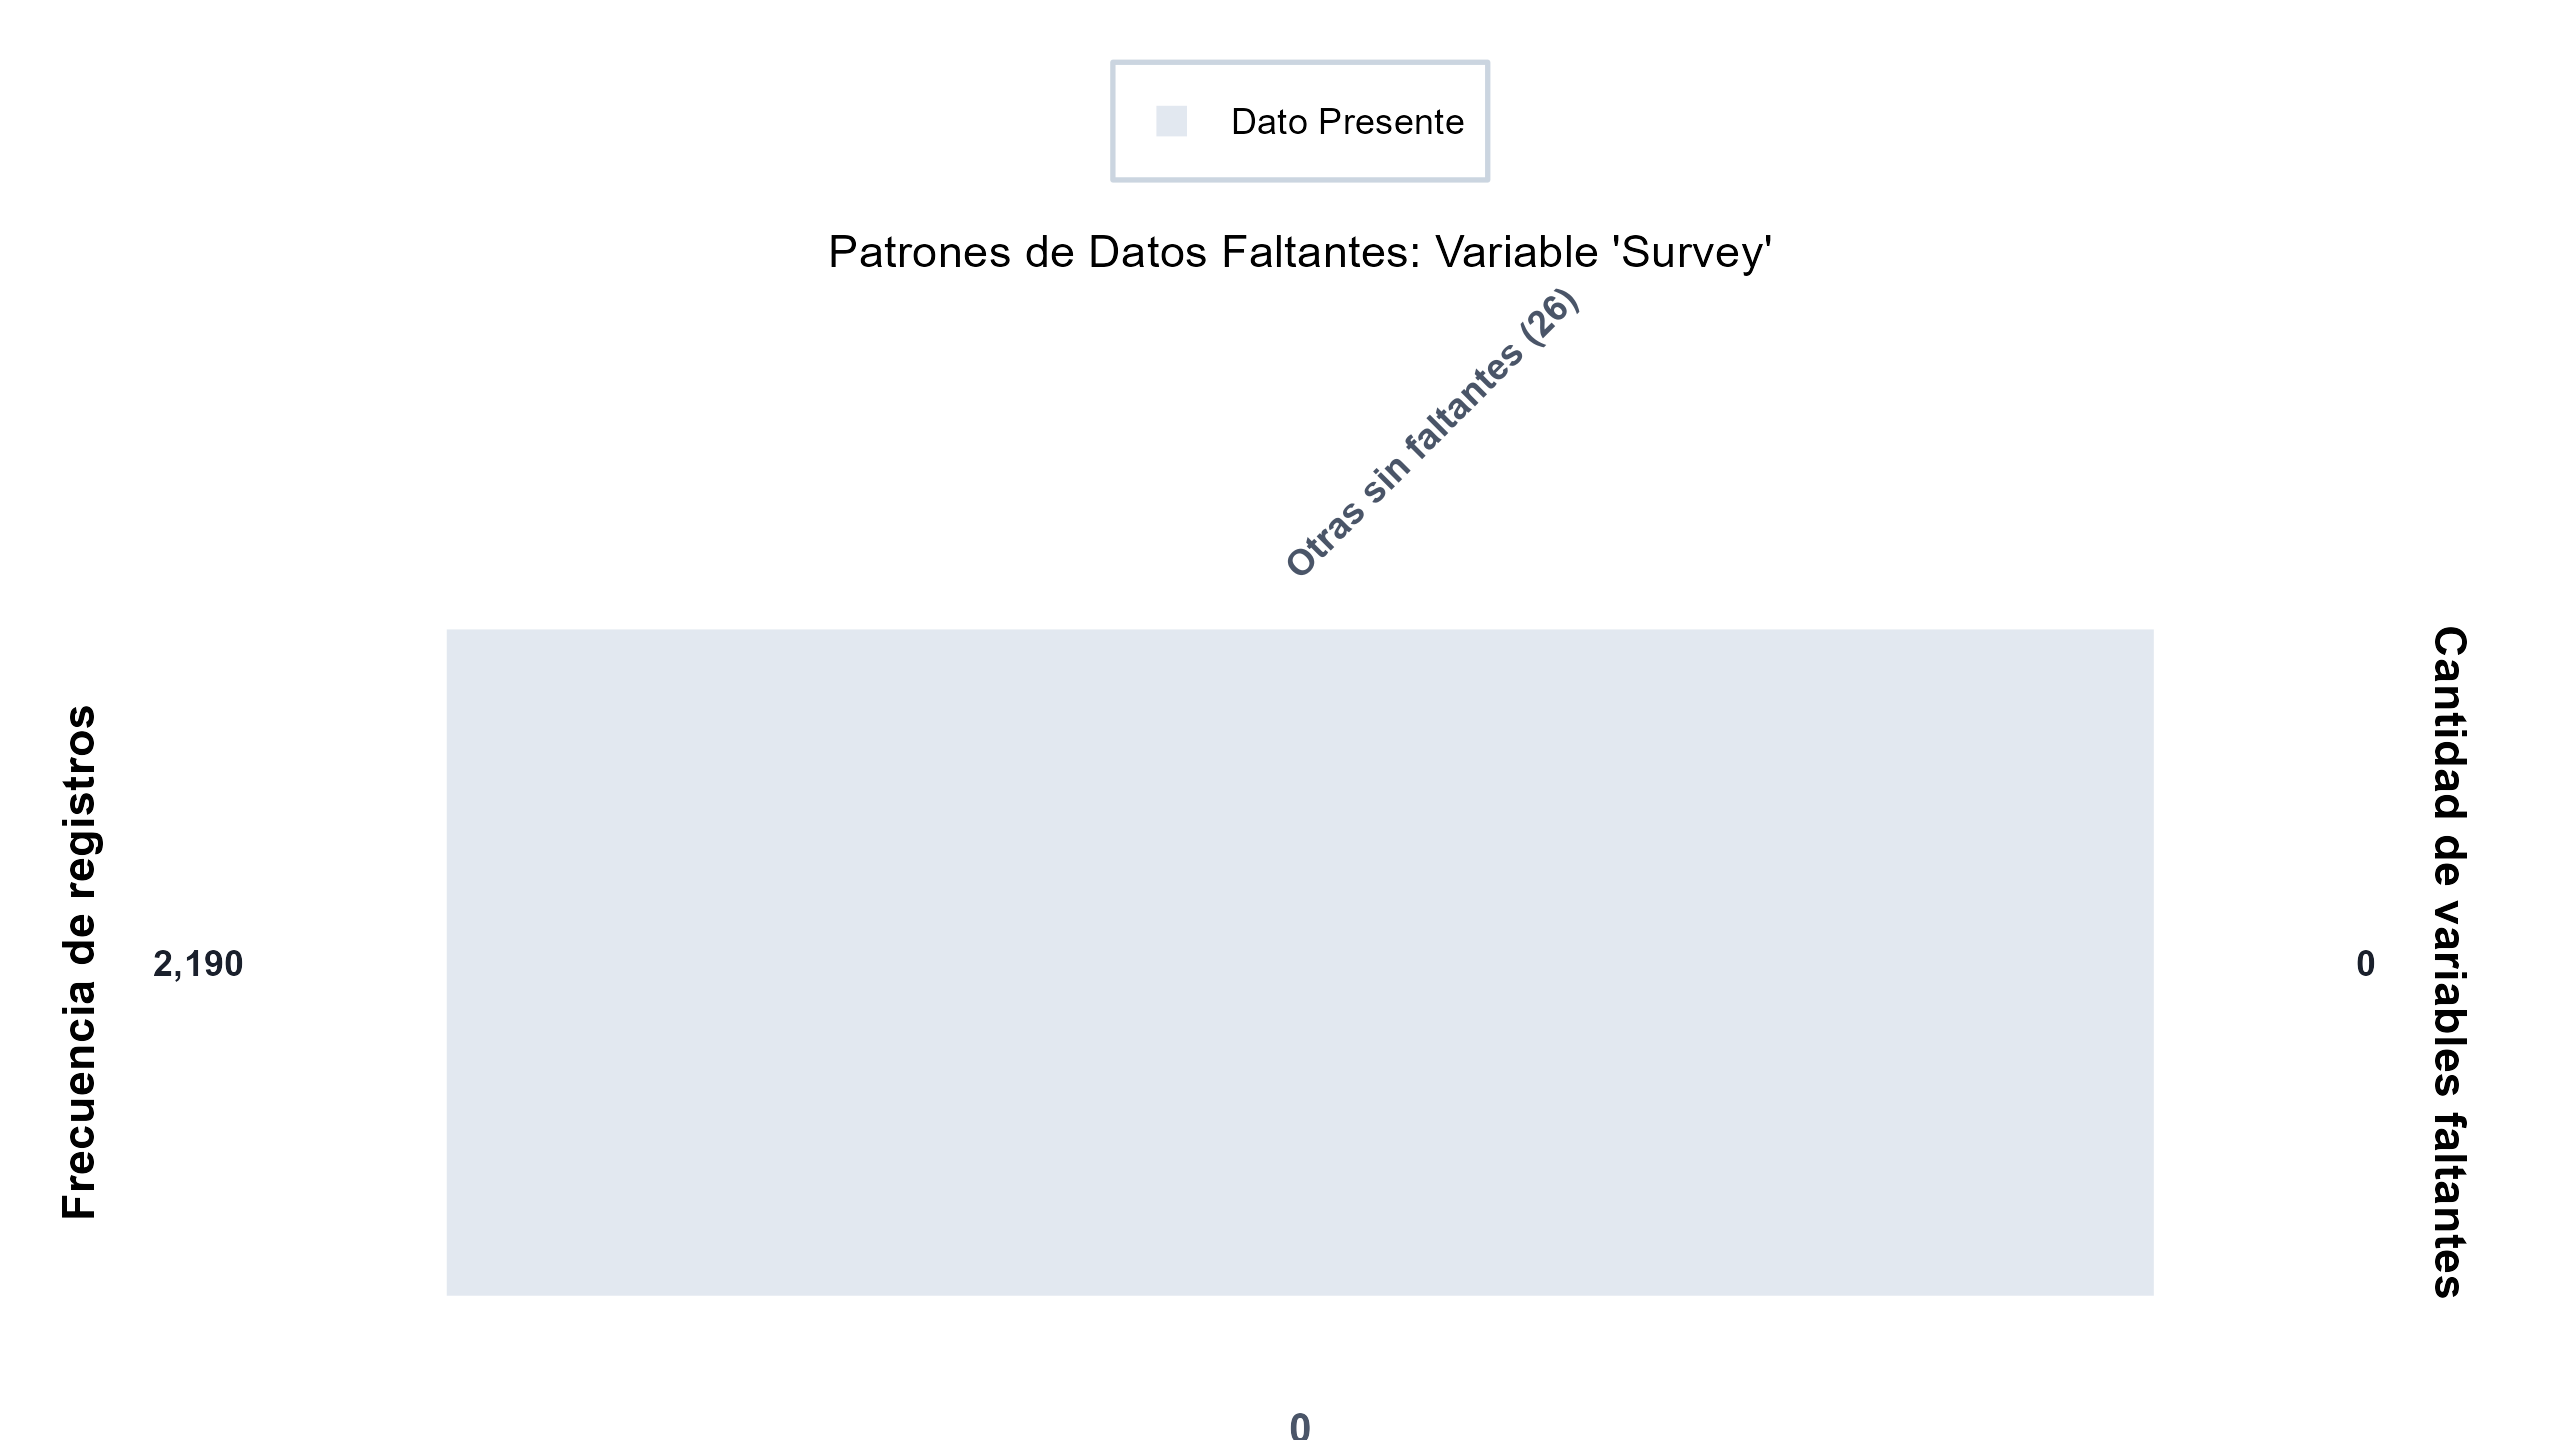 Dato Presente
Patrones de Datos Faltantes: Variable 'Survey'
Otras sin faltantes (26)
Frecuencia de registros
2,190
0
Cantidad de variables faltantes
0